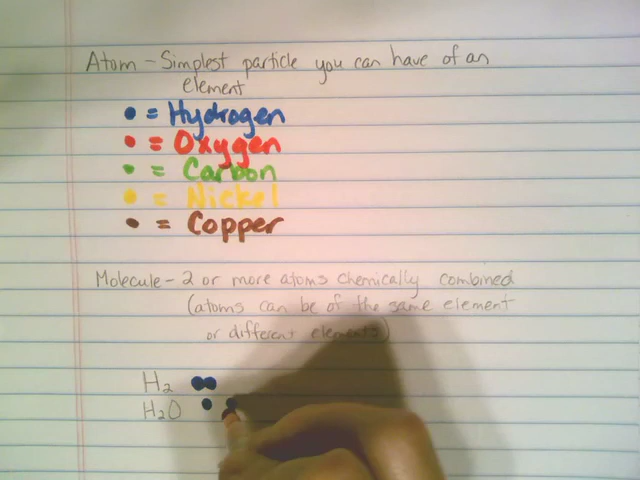 Atom - Simplest particle you can have of an
element
• = Hydrogen
• = Oxygen
• = Carbon
• = Nickel
• = Copper
Molecule - 2 or more atoms chemically combined
(atoms can be of the same element
or different elements)
H₂
H₂O